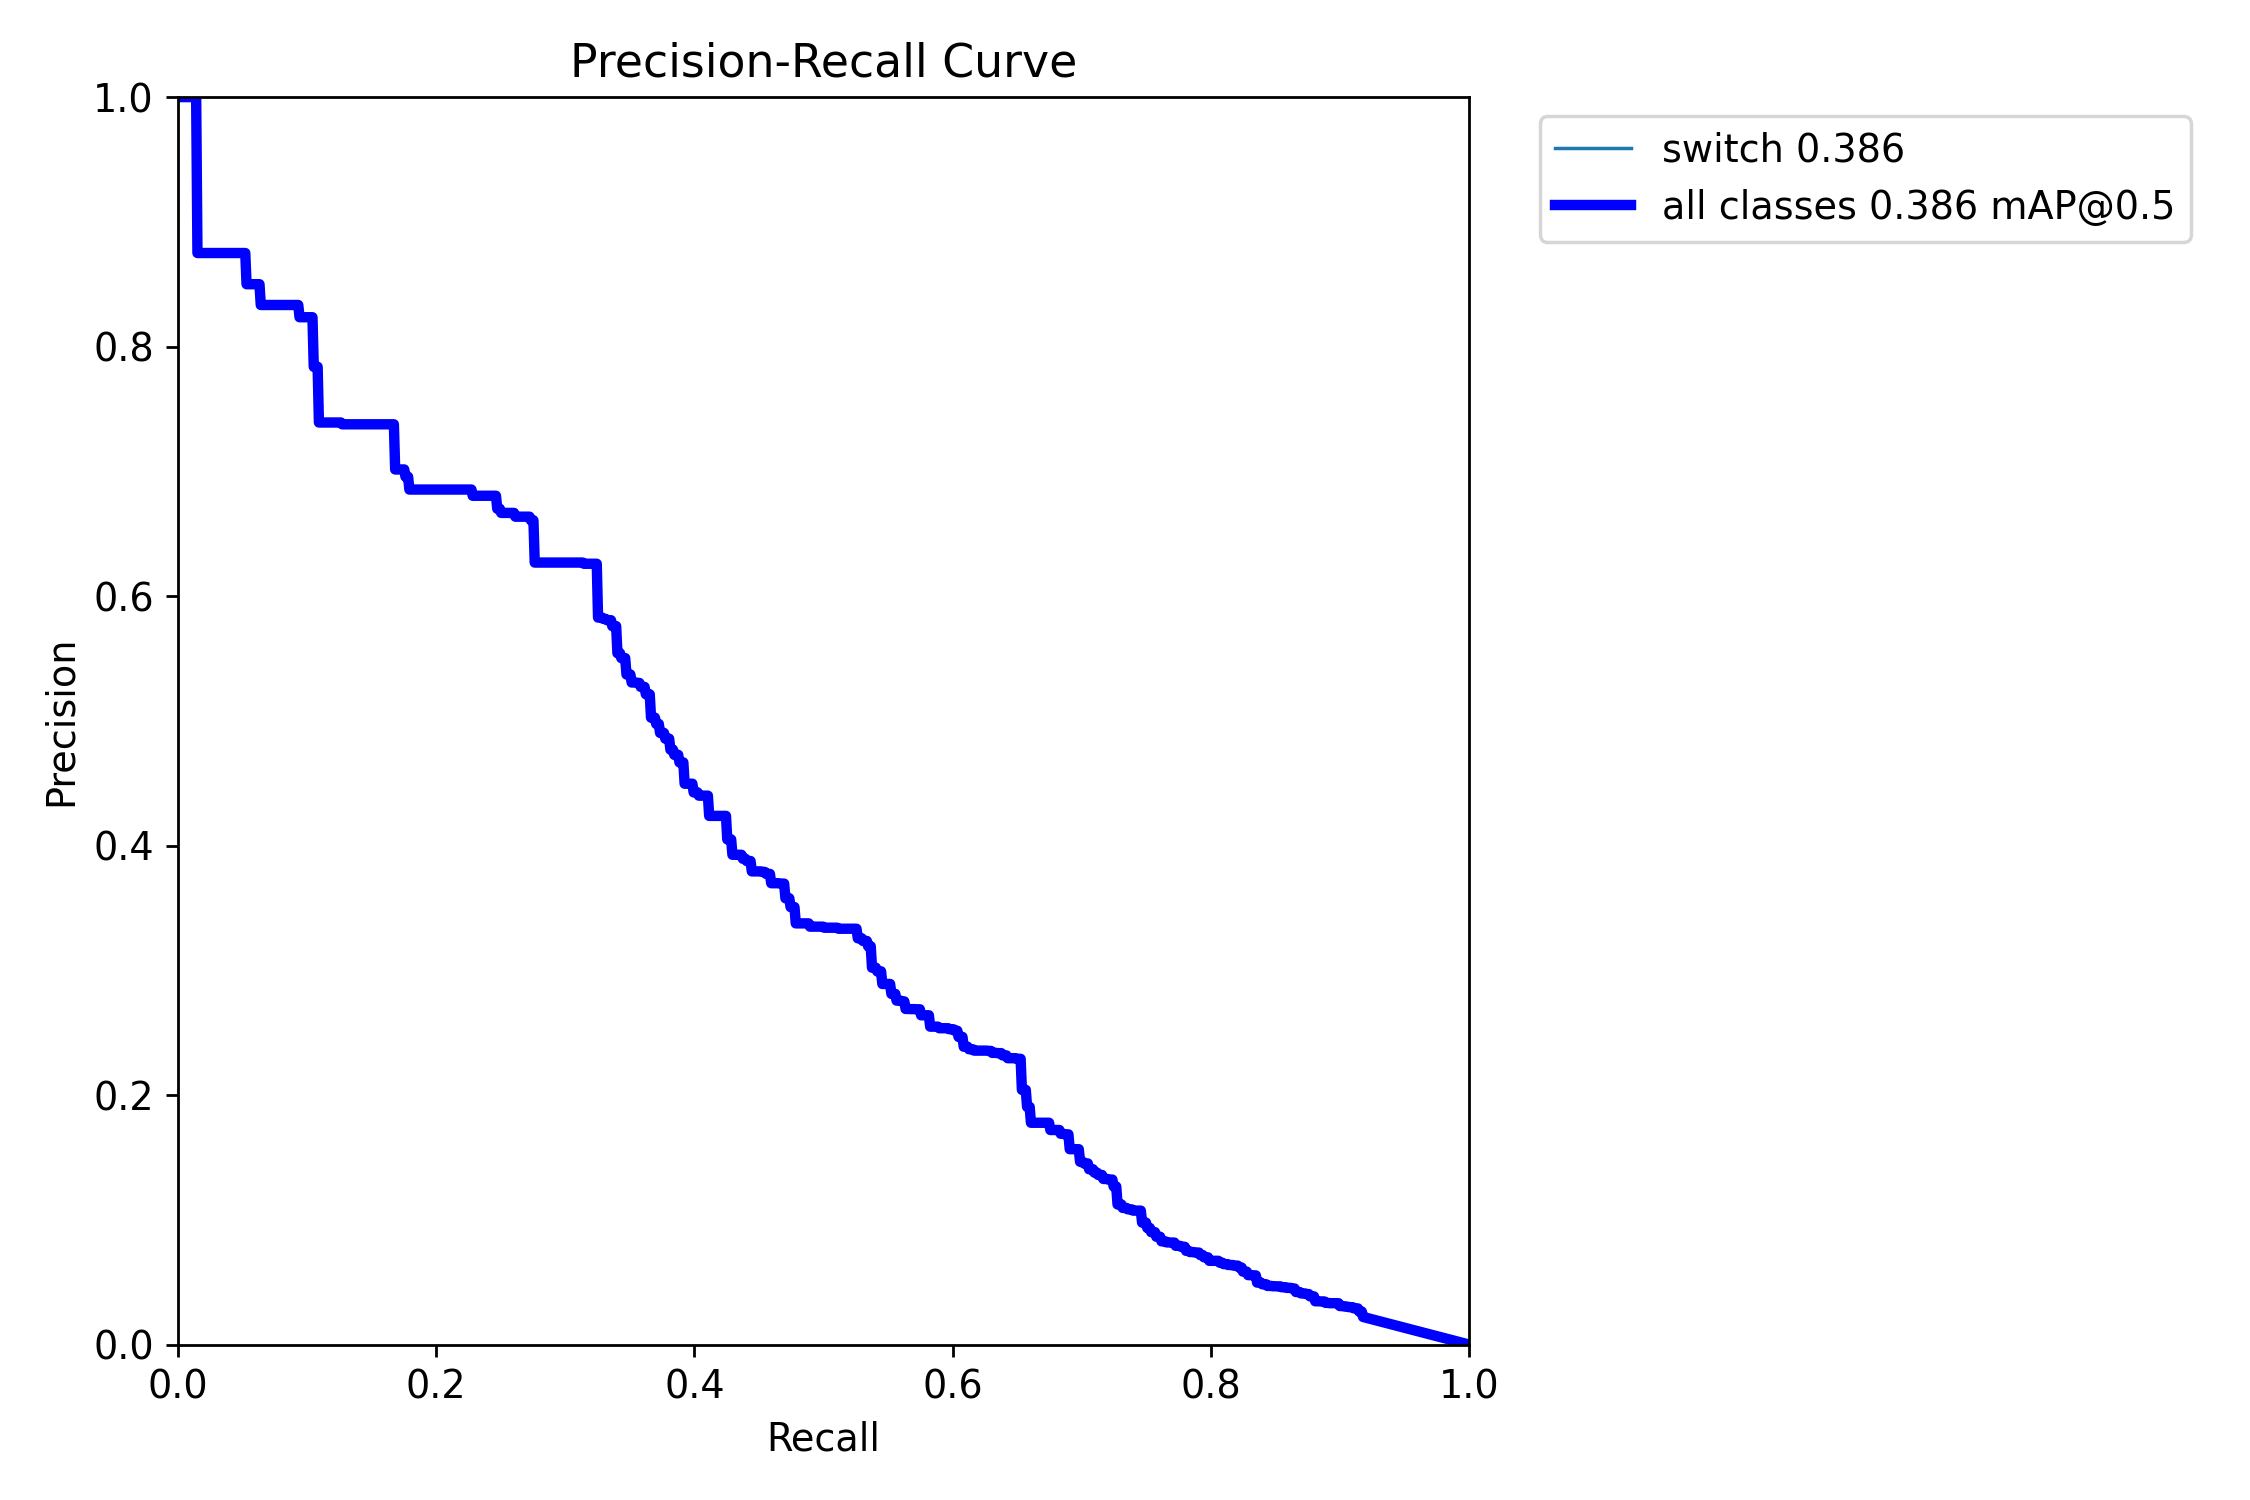 Precision-Recall Curve
switch 0.386
all classes 0.386 mAP@0.5
1.0
0.8
0.6
0.4
0.2
0.0
Precision
0.0 0.2 0.4 0.6 0.8 1.0
Recall